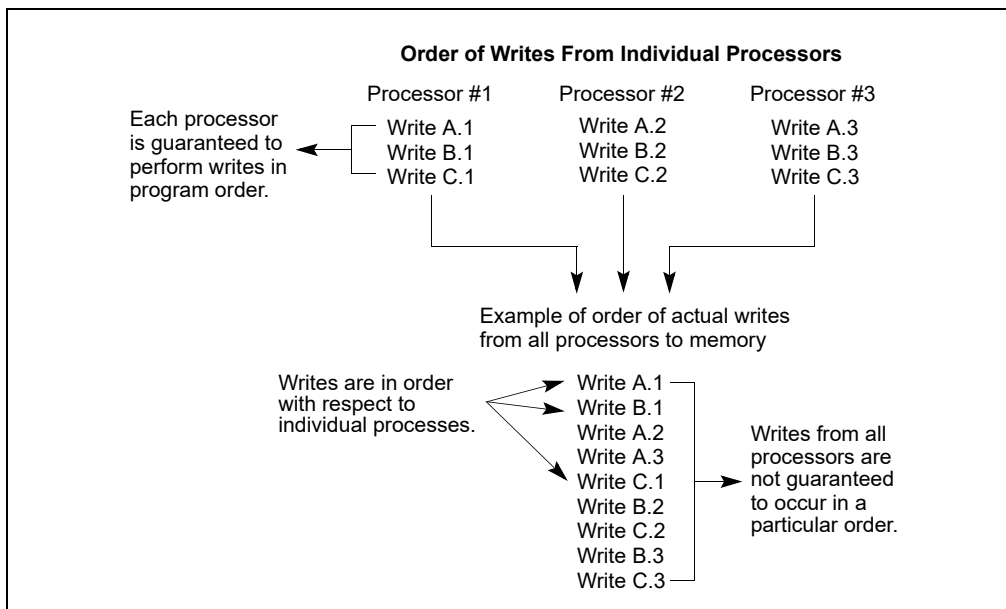 Order of Writes From Individual Processors
Processor #1
Processor #2
Processor #3
Each processor
is guaranteed to
perform writes in
program order.
Write A.1
Write B.1
Write C.1
Write A.2
Write B.2
Write C.2
Write A.3
Write B.3
Write C.3
Example of order of actual writes
from all processors to memory
Writes are in order
with respect to
individual processes.
Write A.1
Write B.1
Write A.2
Write A.3
Write C.1
Write B.2
Write C.2
Write B.3
Write C.3
Writes from all
processors are
not guaranteed
to occur in a
particular order.